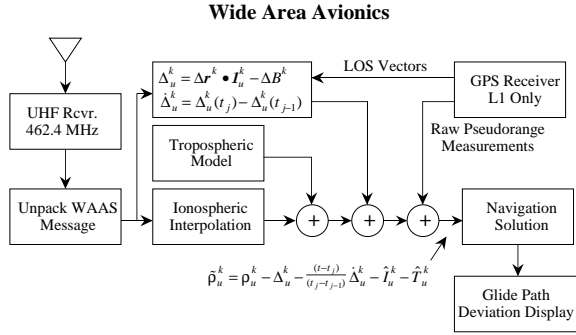 Wide Area Avionics
Δ_u^k = Δr^k • 1_u^k − ΔB^k
Δ̇_u^k = Δ_u^k(t_j) − Δ_u^k(t_{j−1})
LOS Vectors
GPS Receiver
L1 Only
UHF Rcvr.
462.4 MHz
Raw Pseudorange
Measurements
Tropospheric
Model
Unpack WAAS
Message
Ionospheric
Interpolation
+
+
+
Navigation
Solution
ρ̃_u^k = ρ_u^k − Δ_u^k − (t−t_j)/(t_j−t_{j−1}) Δ̇_u^k − Î_u^k − T̂_u^k
Glide Path
Deviation Display